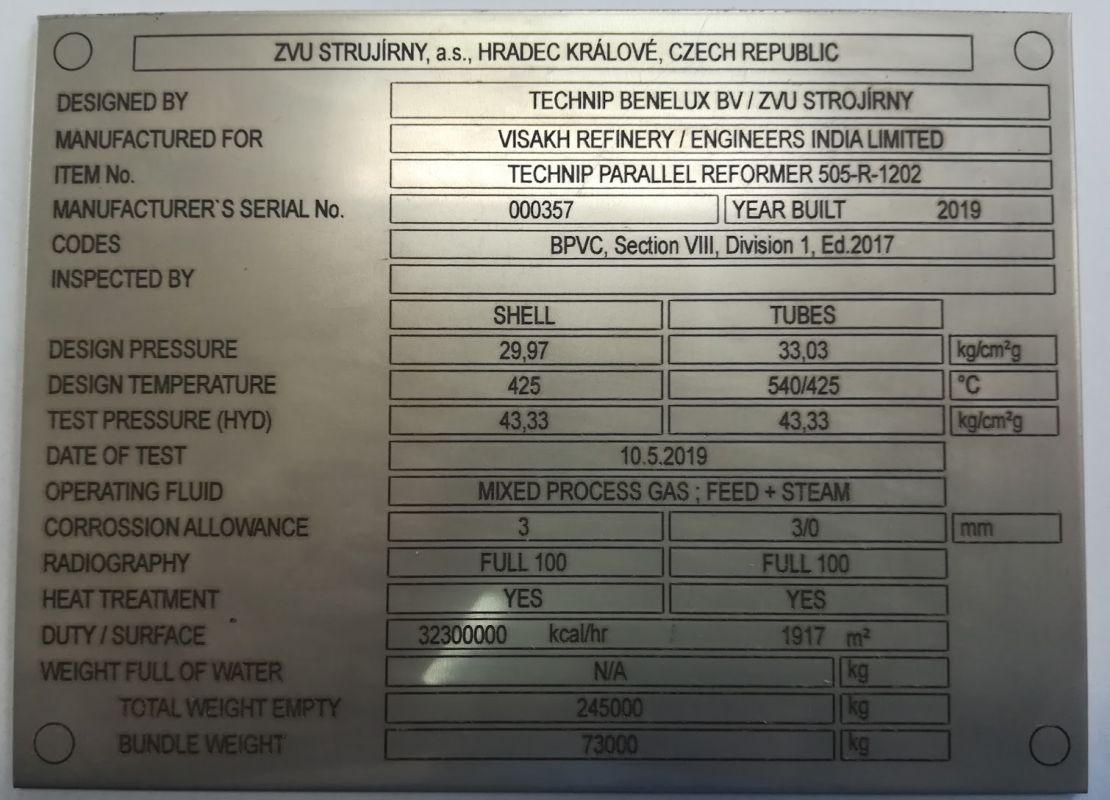 ZVU STRUJÍRNY, a.s., HRADEC KRÁLOVÉ, CZECH REPUBLIC
DESIGNED BY TECHNIP BENELUX BV / ZVU STROJÍRNY
MANUFACTURED FOR VISAKH REFINERY / ENGINEERS INDIA LIMITED
ITEM No. TECHNIP PARALLEL REFORMER 505-R-1202
MANUFACTURER`S SERIAL No. 000357 YEAR BUILT 2019
CODES BPVC, Section VIII, Division 1, Ed.2017
INSPECTED BY
SHELL TUBES
DESIGN PRESSURE 29,97 33,03 kg/cm²g
DESIGN TEMPERATURE 425 540/425 °C
TEST PRESSURE (HYD) 43,33 43,33 kg/cm²g
DATE OF TEST 10.5.2019
OPERATING FLUID MIXED PROCESS GAS ; FEED + STEAM
CORROSSION ALLOWANCE 3 3/0 mm
RADIOGRAPHY FULL 100 FULL 100
HEAT TREATMENT YES YES
DUTY / SURFACE 32300000 kcal/hr 1917 m²
WEIGHT FULL OF WATER N/A kg
TOTAL WEIGHT EMPTY 245000 kg
BUNDLE WEIGHT 73000 kg